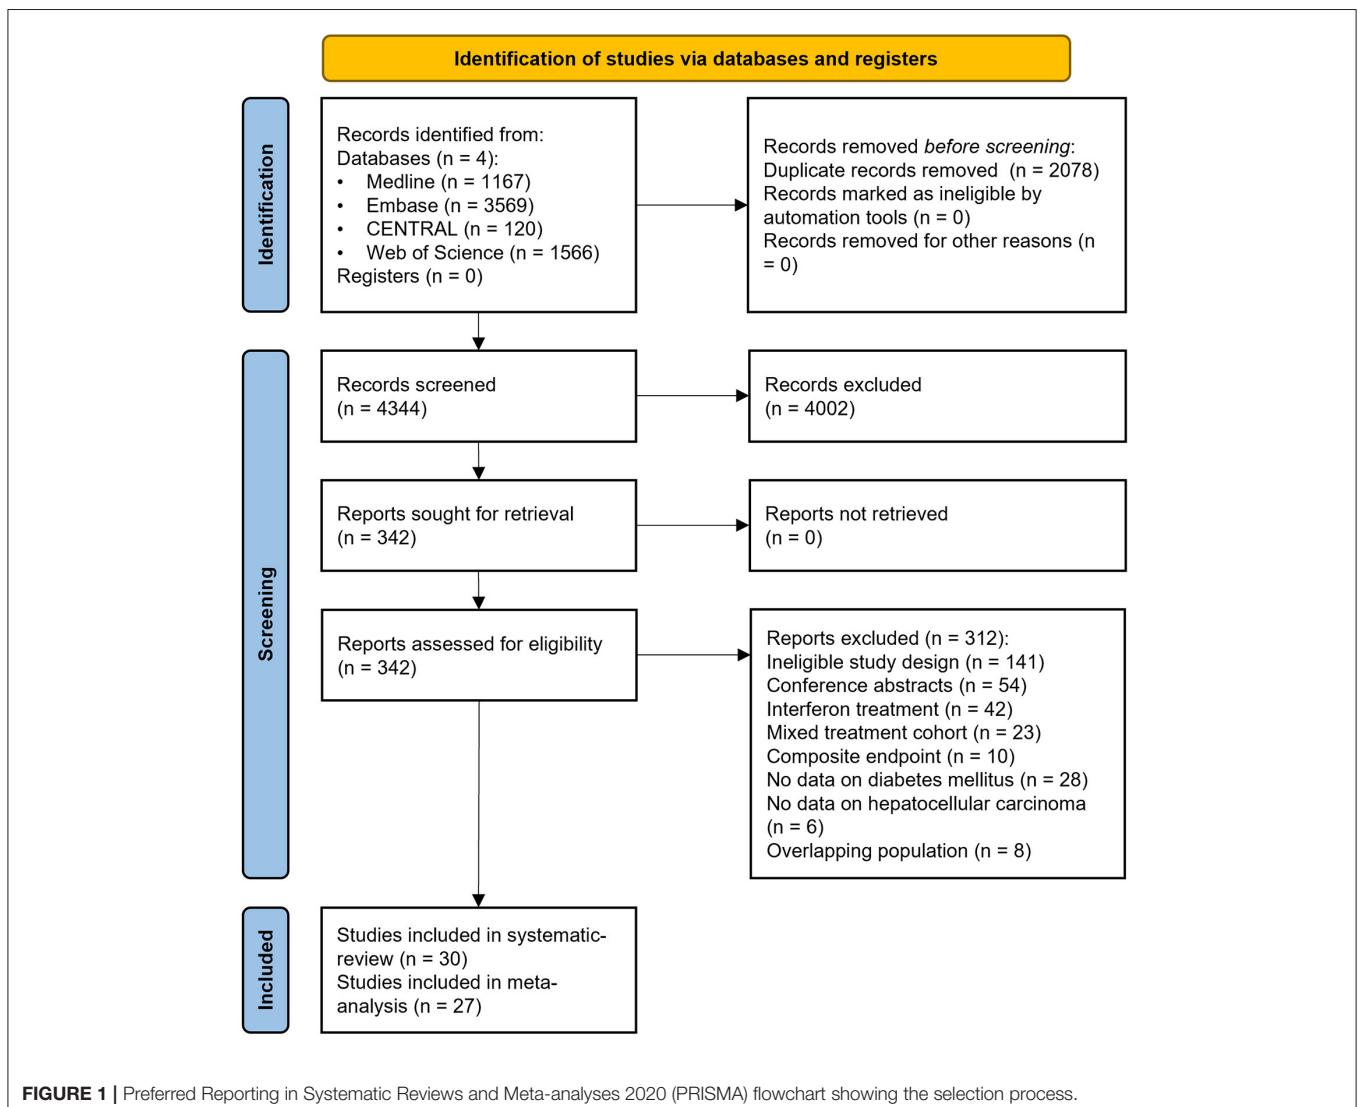 Identification of studies via databases and registers
Identification
Records identified from:
Databases (n = 4):
• Medline (n = 1167)
• Embase (n = 3569)
• CENTRAL (n = 120)
• Web of Science (n = 1566)
Registers (n = 0)
Records removed before screening:
Duplicate records removed (n = 2078)
Records marked as ineligible by
automation tools (n = 0)
Records removed for other reasons (n
= 0)
Screening
Records screened
(n = 4344)
Records excluded
(n = 4002)
Reports sought for retrieval
(n = 342)
Reports not retrieved
(n = 0)
Reports assessed for eligibility
(n = 342)
Reports excluded (n = 312):
Ineligible study design (n = 141)
Conference abstracts (n = 54)
Interferon treatment (n = 42)
Mixed treatment cohort (n = 23)
Composite endpoint (n = 10)
No data on diabetes mellitus (n = 28)
No data on hepatocellular carcinoma
(n = 6)
Overlapping population (n = 8)
Included
Studies included in systematic-
review (n = 30)
Studies included in meta-
analysis (n = 27)
FIGURE 1 | Preferred Reporting in Systematic Reviews and Meta-analyses 2020 (PRISMA) flowchart showing the selection process.